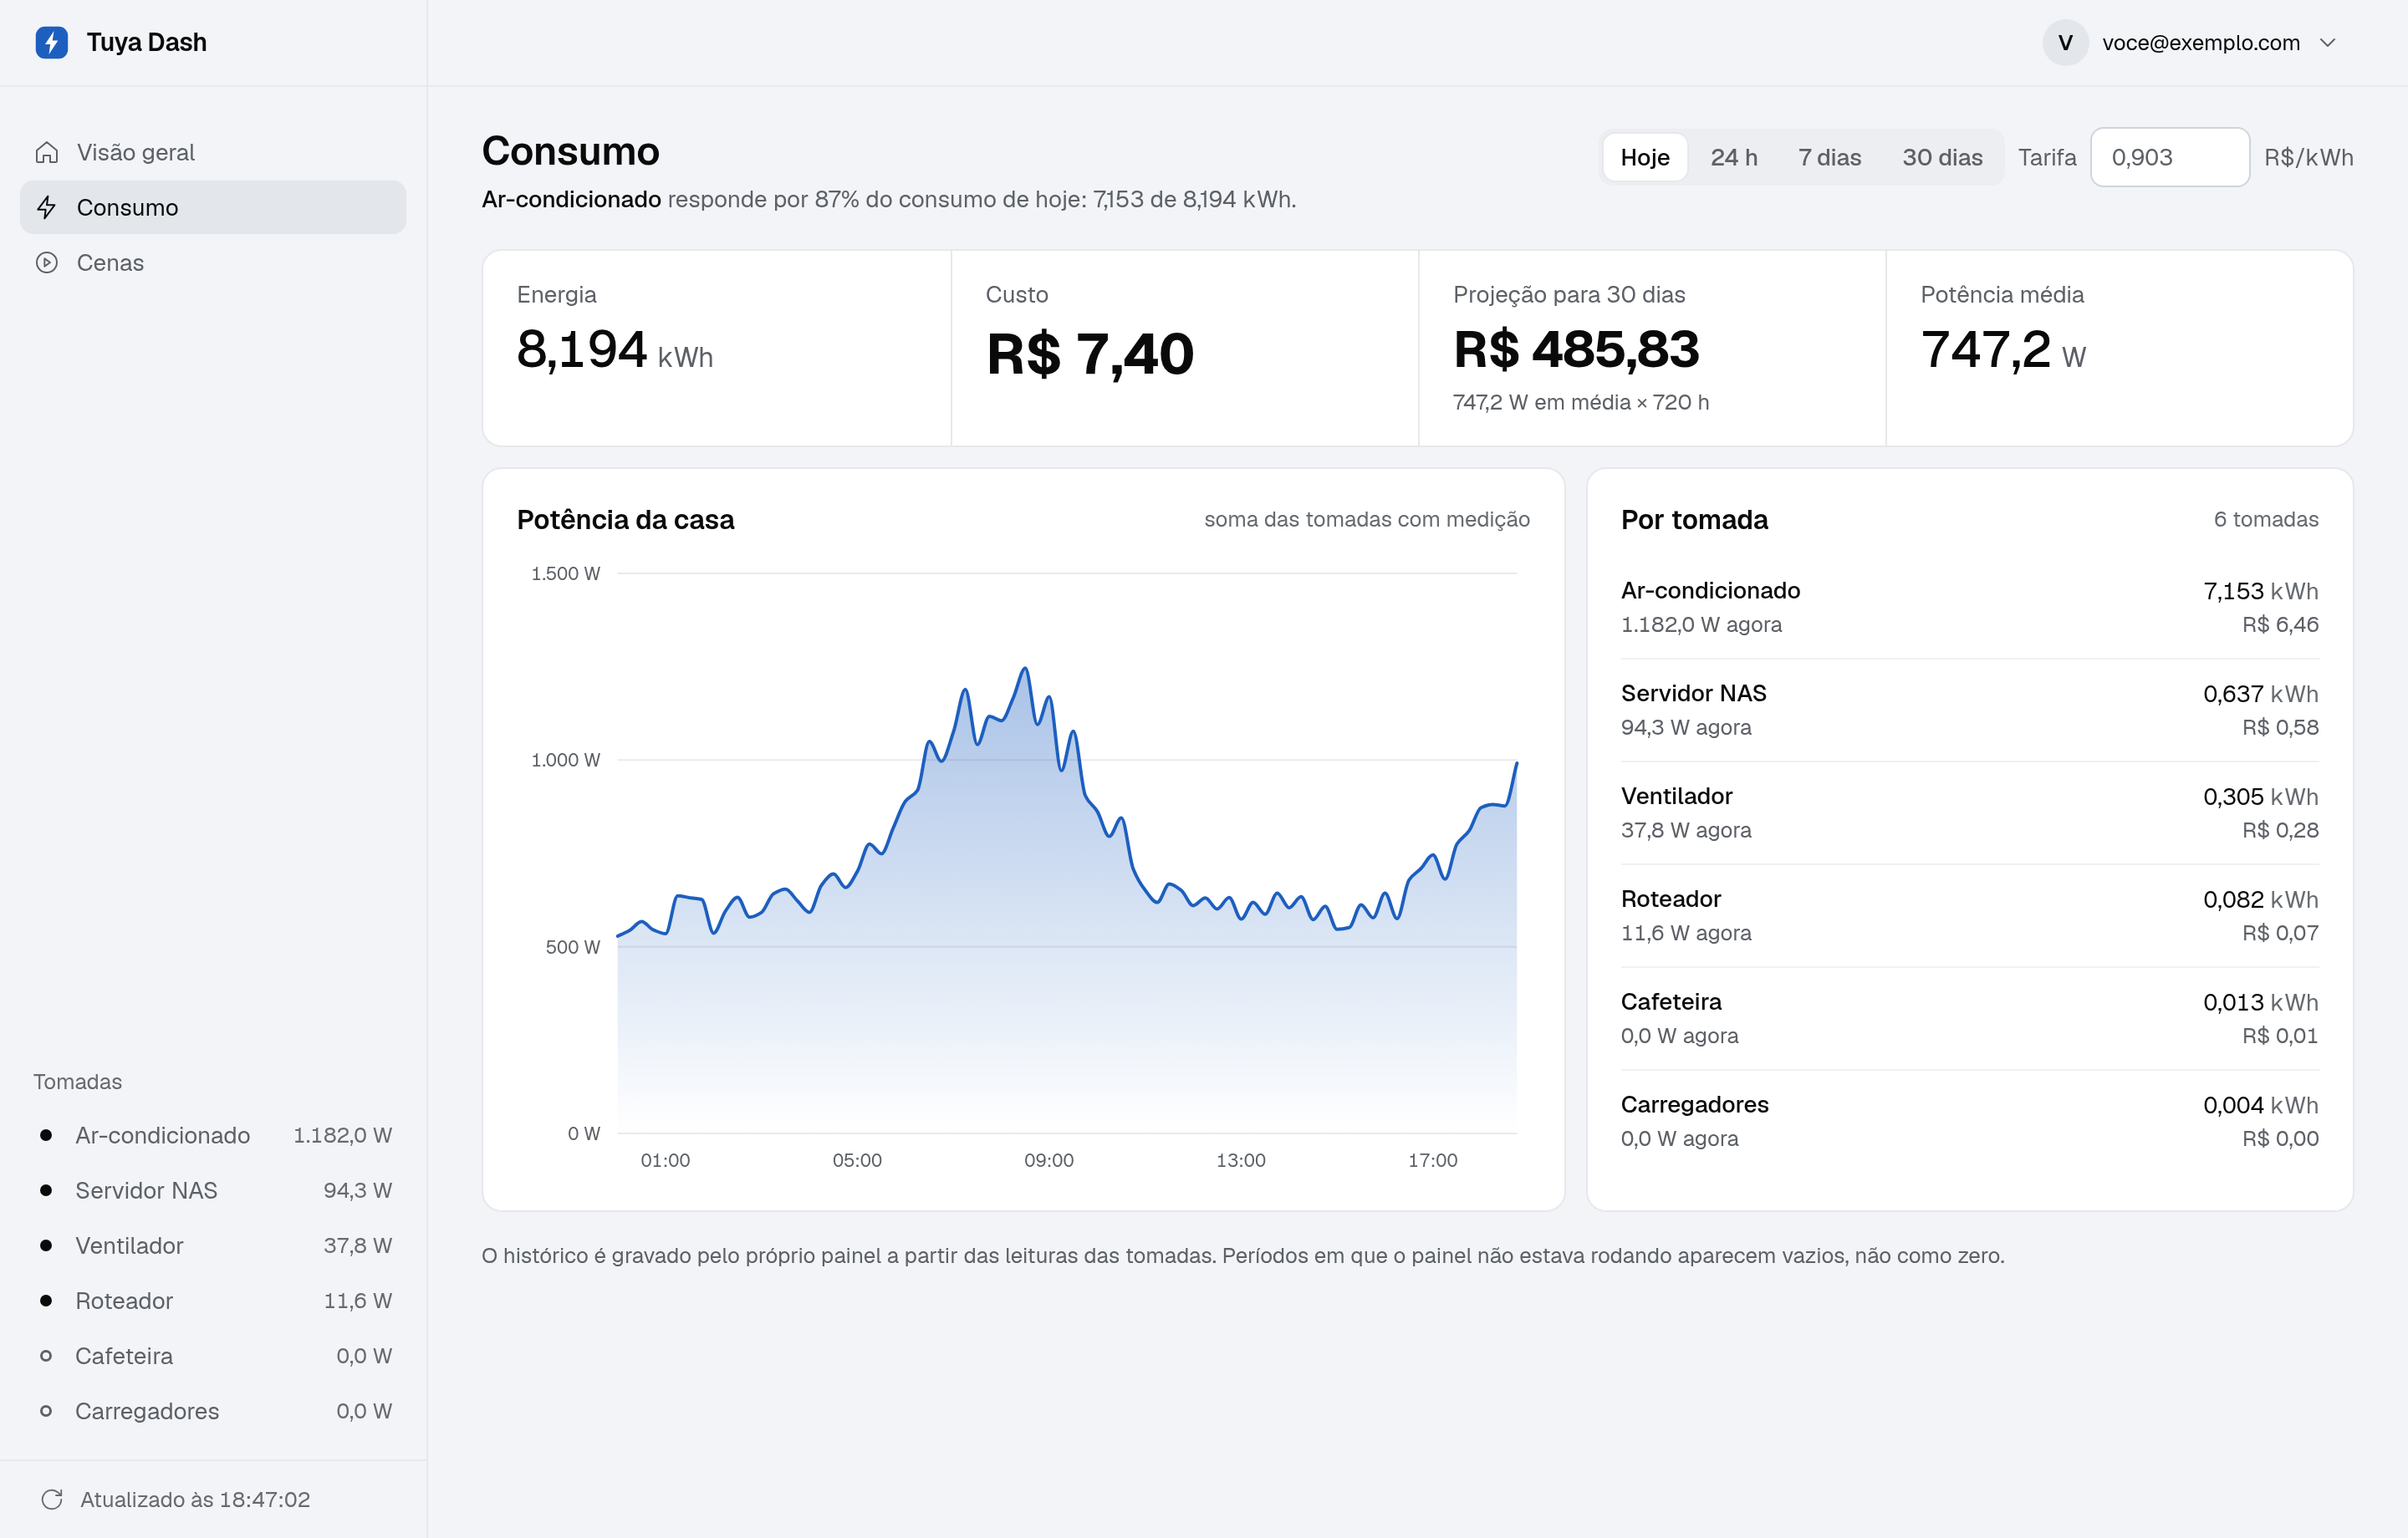 Tuya Dash
V voce@exemplo.com
Visão geral
Consumo
Cenas
Tomadas
Ar-condicionado 1.182,0 W
Servidor NAS 94,3 W
Ventilador 37,8 W
Roteador 11,6 W
Cafeteira 0,0 W
Carregadores 0,0 W
Atualizado às 18:47:02
Consumo
Ar-condicionado responde por 87% do consumo de hoje: 7,153 de 8,194 kWh.
Hoje 24 h 7 dias 30 dias Tarifa 0,903 R$/kWh
Energia
8,194 kWh
Custo
R$ 7,40
Projeção para 30 dias
R$ 485,83
747,2 W em média × 720 h
Potência média
747,2 W
Potência da casa soma das tomadas com medição
1.500 W
1.000 W
500 W
0 W
01:00 05:00 09:00 13:00 17:00
Por tomada 6 tomadas
Ar-condicionado 7,153 kWh
1.182,0 W agora R$ 6,46
Servidor NAS 0,637 kWh
94,3 W agora R$ 0,58
Ventilador 0,305 kWh
37,8 W agora R$ 0,28
Roteador 0,082 kWh
11,6 W agora R$ 0,07
Cafeteira 0,013 kWh
0,0 W agora R$ 0,01
Carregadores 0,004 kWh
0,0 W agora R$ 0,00
O histórico é gravado pelo próprio painel a partir das leituras das tomadas. Períodos em que o painel não estava rodando aparecem vazios, não como zero.